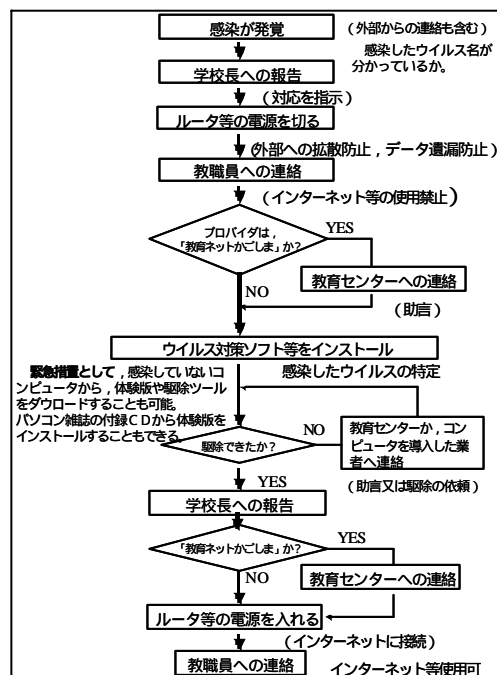 感染が発覚
(外部からの連絡も含む)
感染したウイルス名が
分かっているか。
学校長への報告
(対応を指示)
ルータ等の電源を切る
(外部への拡散防止，データ遺漏防止)
教職員への連絡
(インターネット等の使用禁止)
プロバイダは，
「教育ネットかごしま」か?
YES
教育センターへの連絡
NO
(助言)
ウイルス対策ソフト等をインストール
緊急措置として，感染していないコ
ンピュータから，体験版や駆除ツール
をダウロードすることも可能。
パソコン雑誌の付録ＣＤから体験版を
インストールすることもできる。
感染したウイルスの特定
駆除できたか?
NO
教育センターか，コン
ピュータを導入した業
者へ連絡
(助言又は駆除の依頼)
YES
学校長への報告
「教育ネットかごしま」か?
YES
教育センターへの連絡
NO
ルータ等の電源を入れる
(インターネットに接続)
教職員への連絡
インターネット等使用可